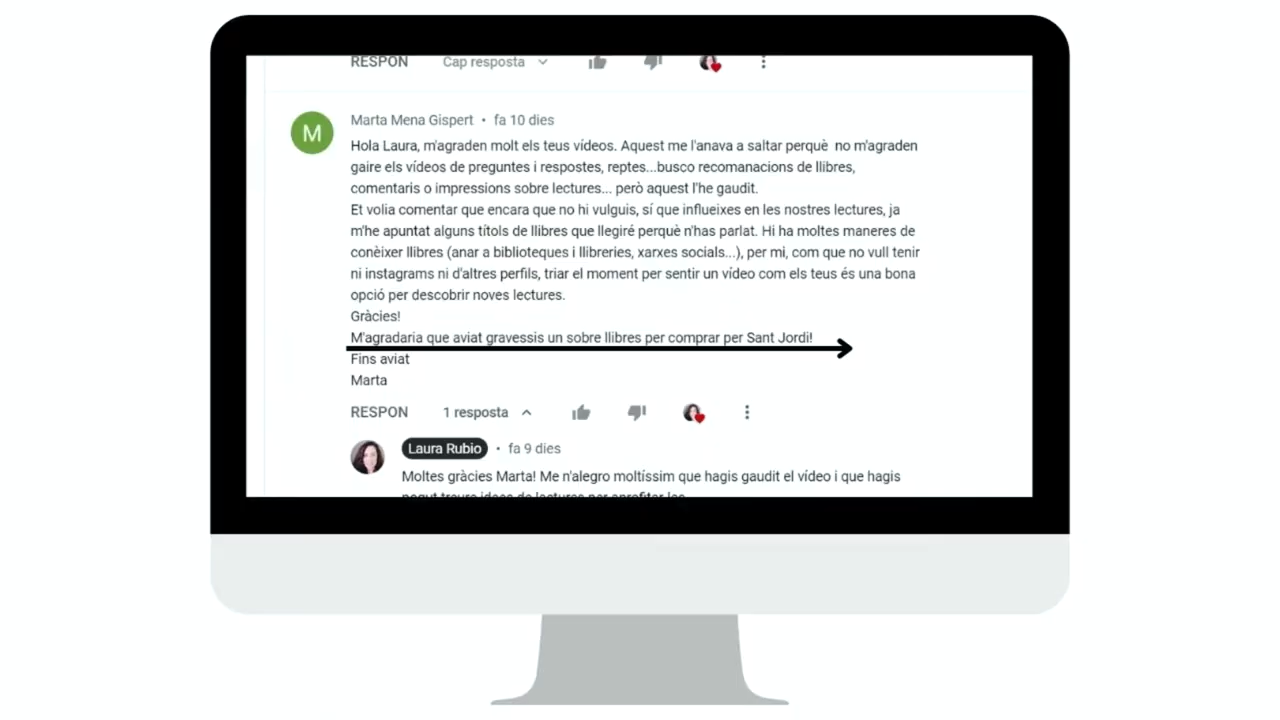 RESPON Cap resposta
M
Marta Mena Gispert • fa 10 dies
Hola Laura, m'agraden molt els teus vídeos. Aquest me l'anava a saltar perquè no m'agraden
gaire els vídeos de preguntes i respostes, reptes...busco recomanacions de llibres,
comentaris o impressions sobre lectures... però aquest l'he gaudit.
Et volia comentar que encara que no hi vulguis, sí que influeixes en les nostres lectures, ja
m'he apuntat alguns títols de llibres que llegiré perquè n'has parlat. Hi ha moltes maneres de
conèixer llibres (anar a biblioteques i llibreries, xarxes socials...), per mi, com que no vull tenir
ni instagrams ni d'altres perfils, triar el moment per sentir un vídeo com els teus és una bona
opció per descobrir noves lectures.
Gràcies!
M'agradaria que aviat gravessis un sobre llibres per comprar per Sant Jordi!
Fins aviat
Marta
RESPON 1 resposta
Laura Rubio • fa 9 dies
Moltes gràcies Marta! Me n'alegro moltíssim que hagis gaudit el vídeo i que hagis